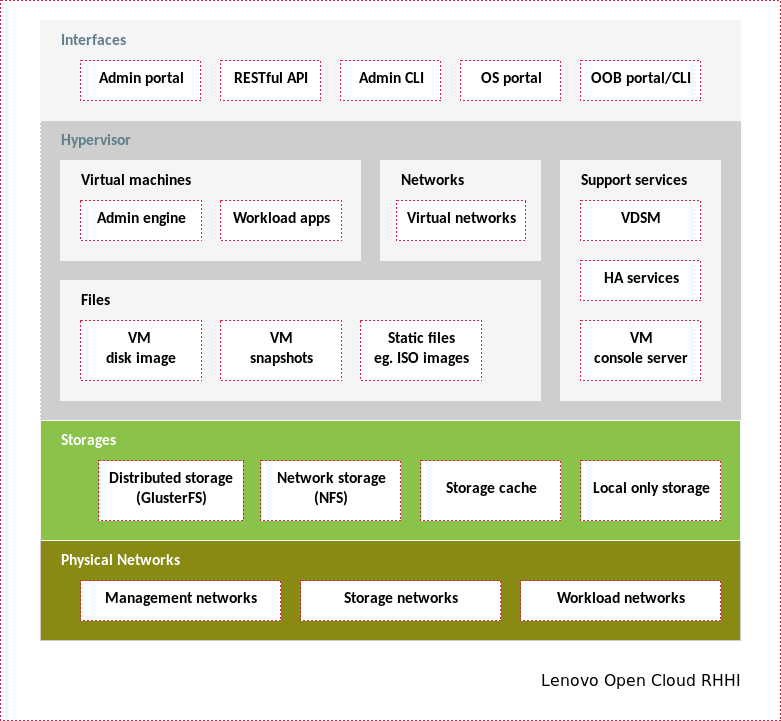 Interfaces
Admin portal
RESTful API
Admin CLI
OS portal
OOB portal/CLI
Hypervisor
Virtual machines
Admin engine
Workload apps
Networks
Virtual networks
Support services
VDSM
HA services
VM
console server
Files
VM
disk image
VM
snapshots
Static files
eg. ISO images
Storages
Distributed storage
(GlusterFS)
Network storage
(NFS)
Storage cache
Local only storage
Physical Networks
Management networks
Storage networks
Workload networks
Lenovo Open Cloud RHHI